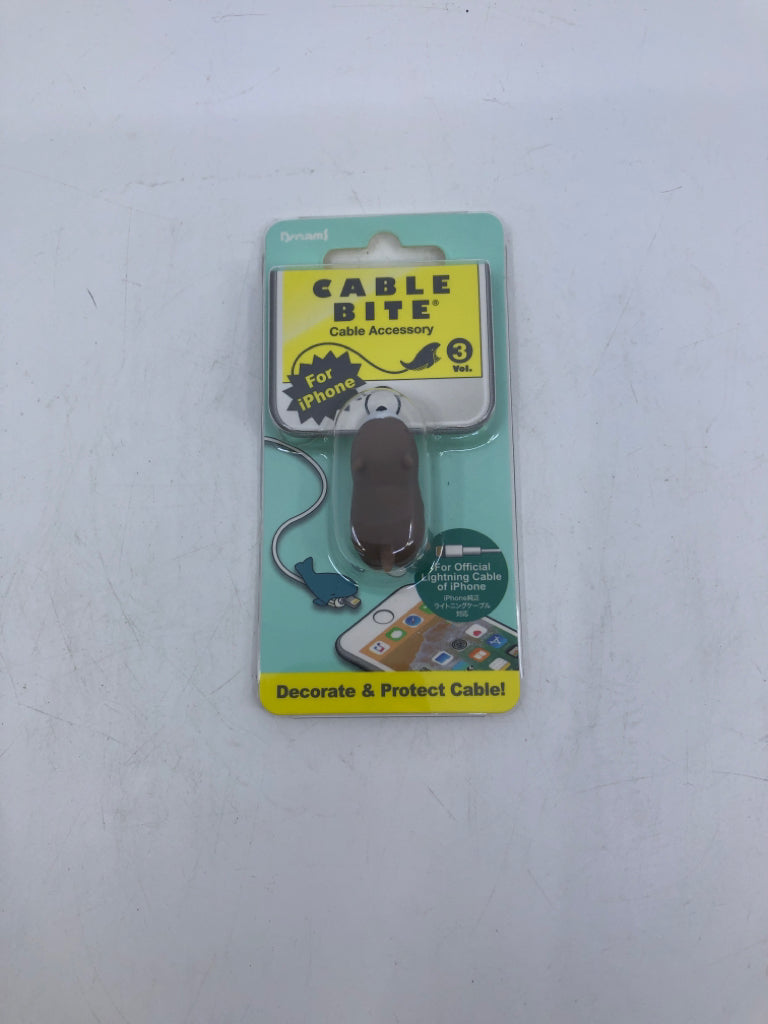 Dreams
CABLE
BITE®
Cable Accessory
3
Vol.
For
iPhone
For Official
Lightning Cable
of iPhone
iPhone純正
ライトニングケーブル
対応
Decorate & Protect Cable!